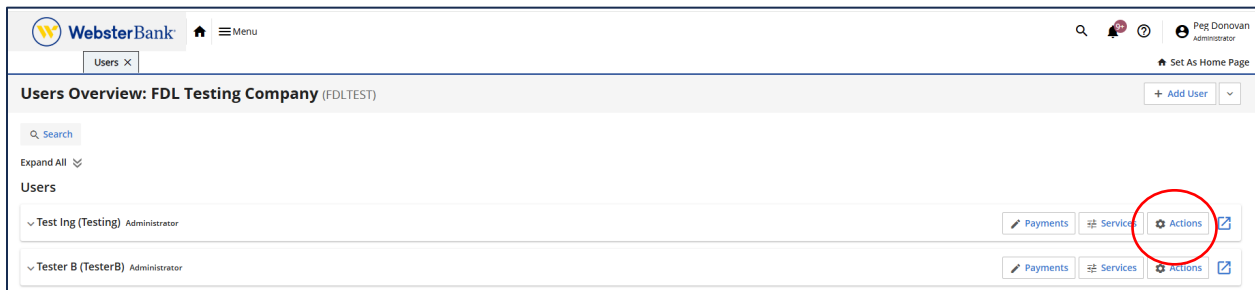 WebsterBank Menu 9+ Peg Donovan
Administrator
Users X Set As Home Page
Users Overview: FDL Testing Company (FDLTEST) + Add User
Search
Expand All
Users
Test Ing (Testing) Administrator Payments Services Actions
Tester B (TesterB) Administrator Payments Services Actions